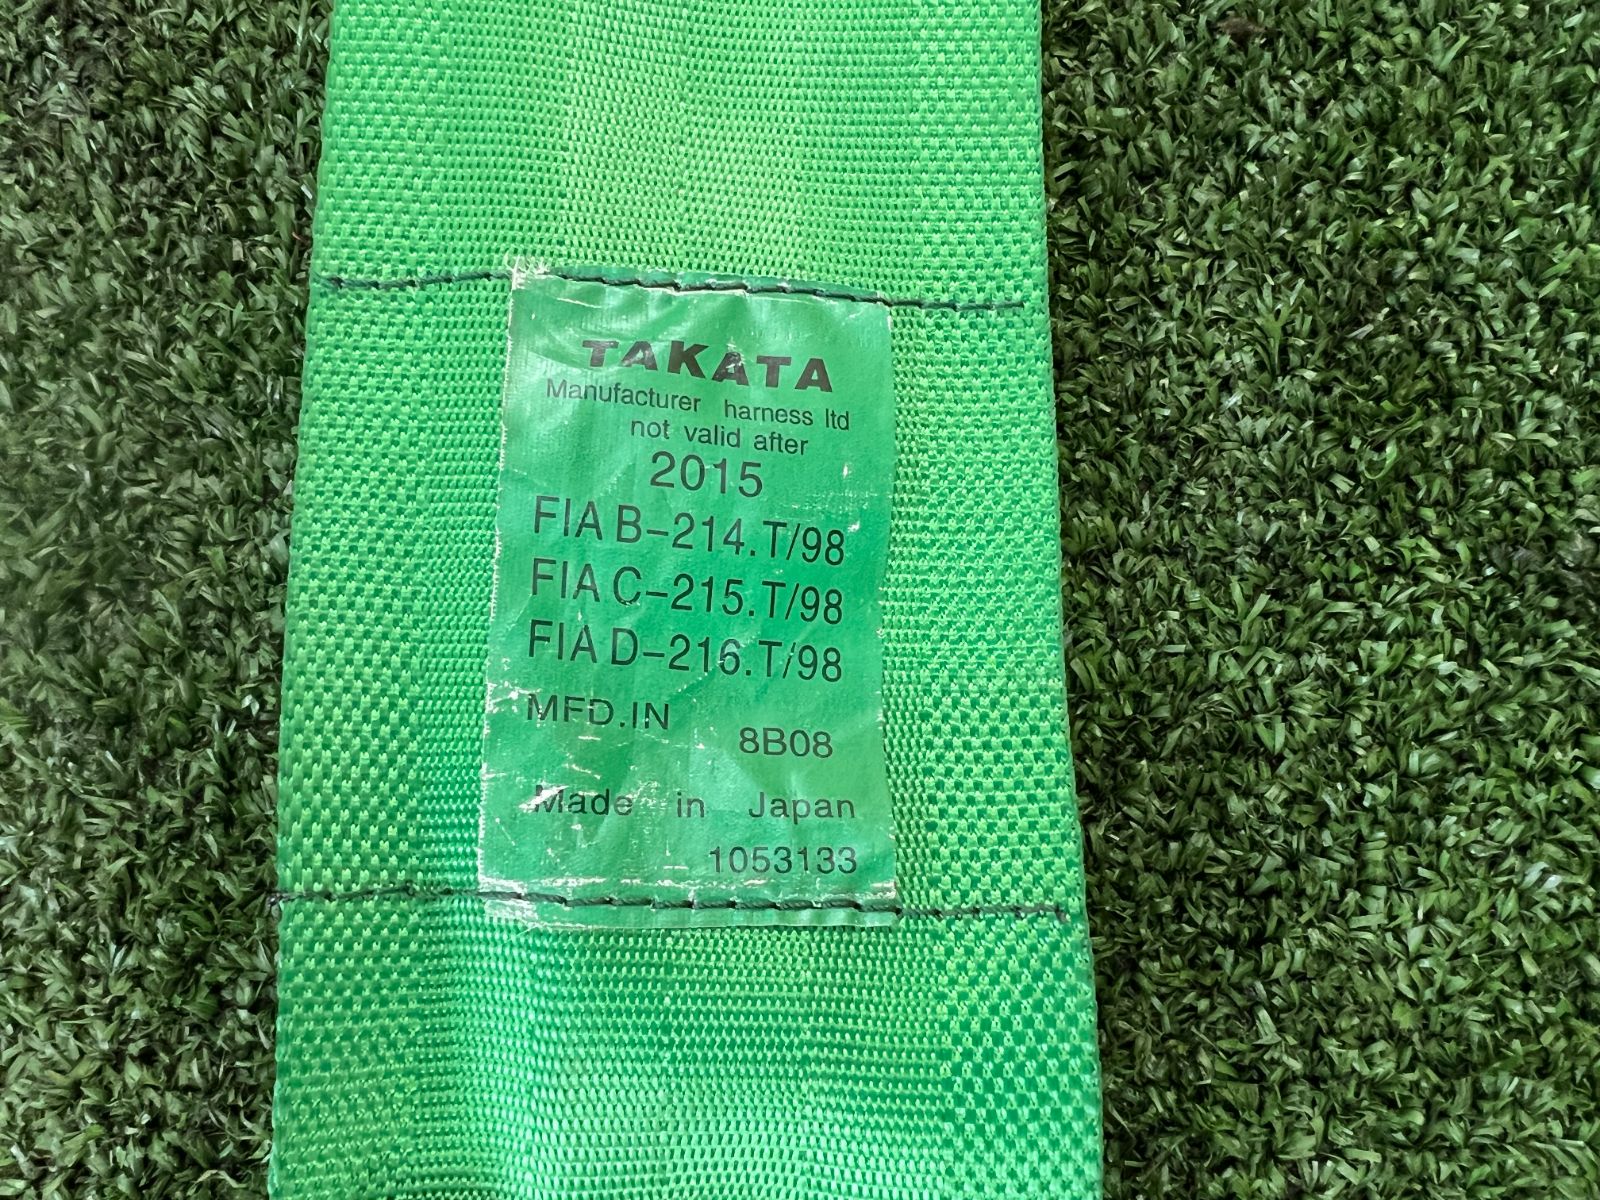 TAKATA
Manufacturer harness ltd
not valid after
2015
FIA B-214.T/98
FIA C-215.T/98
FIA D-216.T/98
MFD.IN
8B08
Made in Japan
1053133